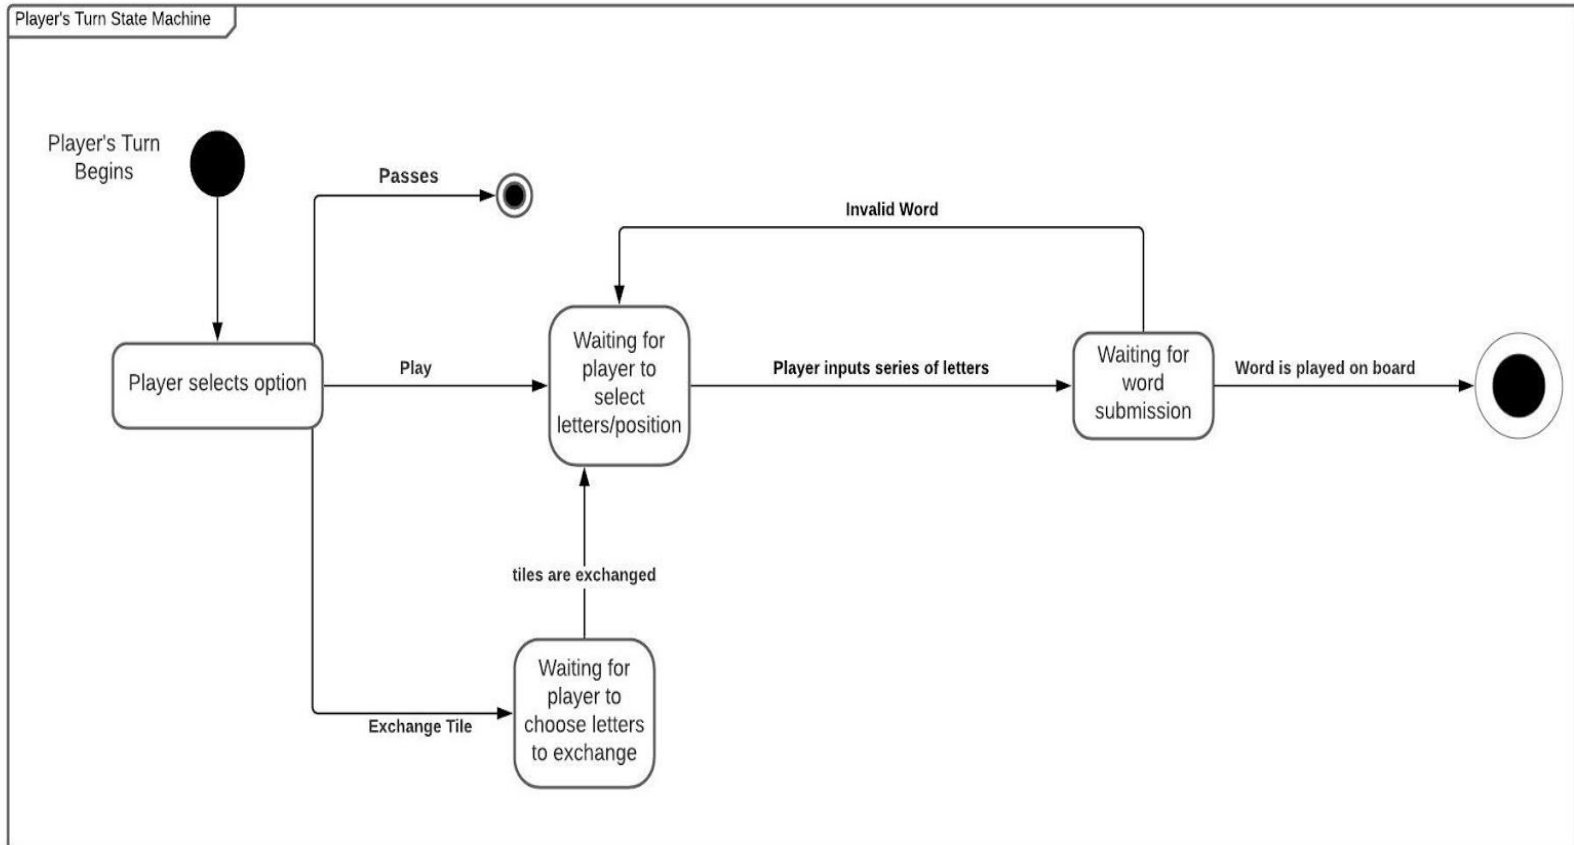 Player's Turn State Machine
Player's Turn
Begins
Passes
Invalid Word
Player selects option
Play
Waiting for
player to
select
letters/position
Player inputs series of letters
Waiting for
word
submission
Word is played on board
tiles are exchanged
Exchange Tile
Waiting for
player to
choose letters
to exchange